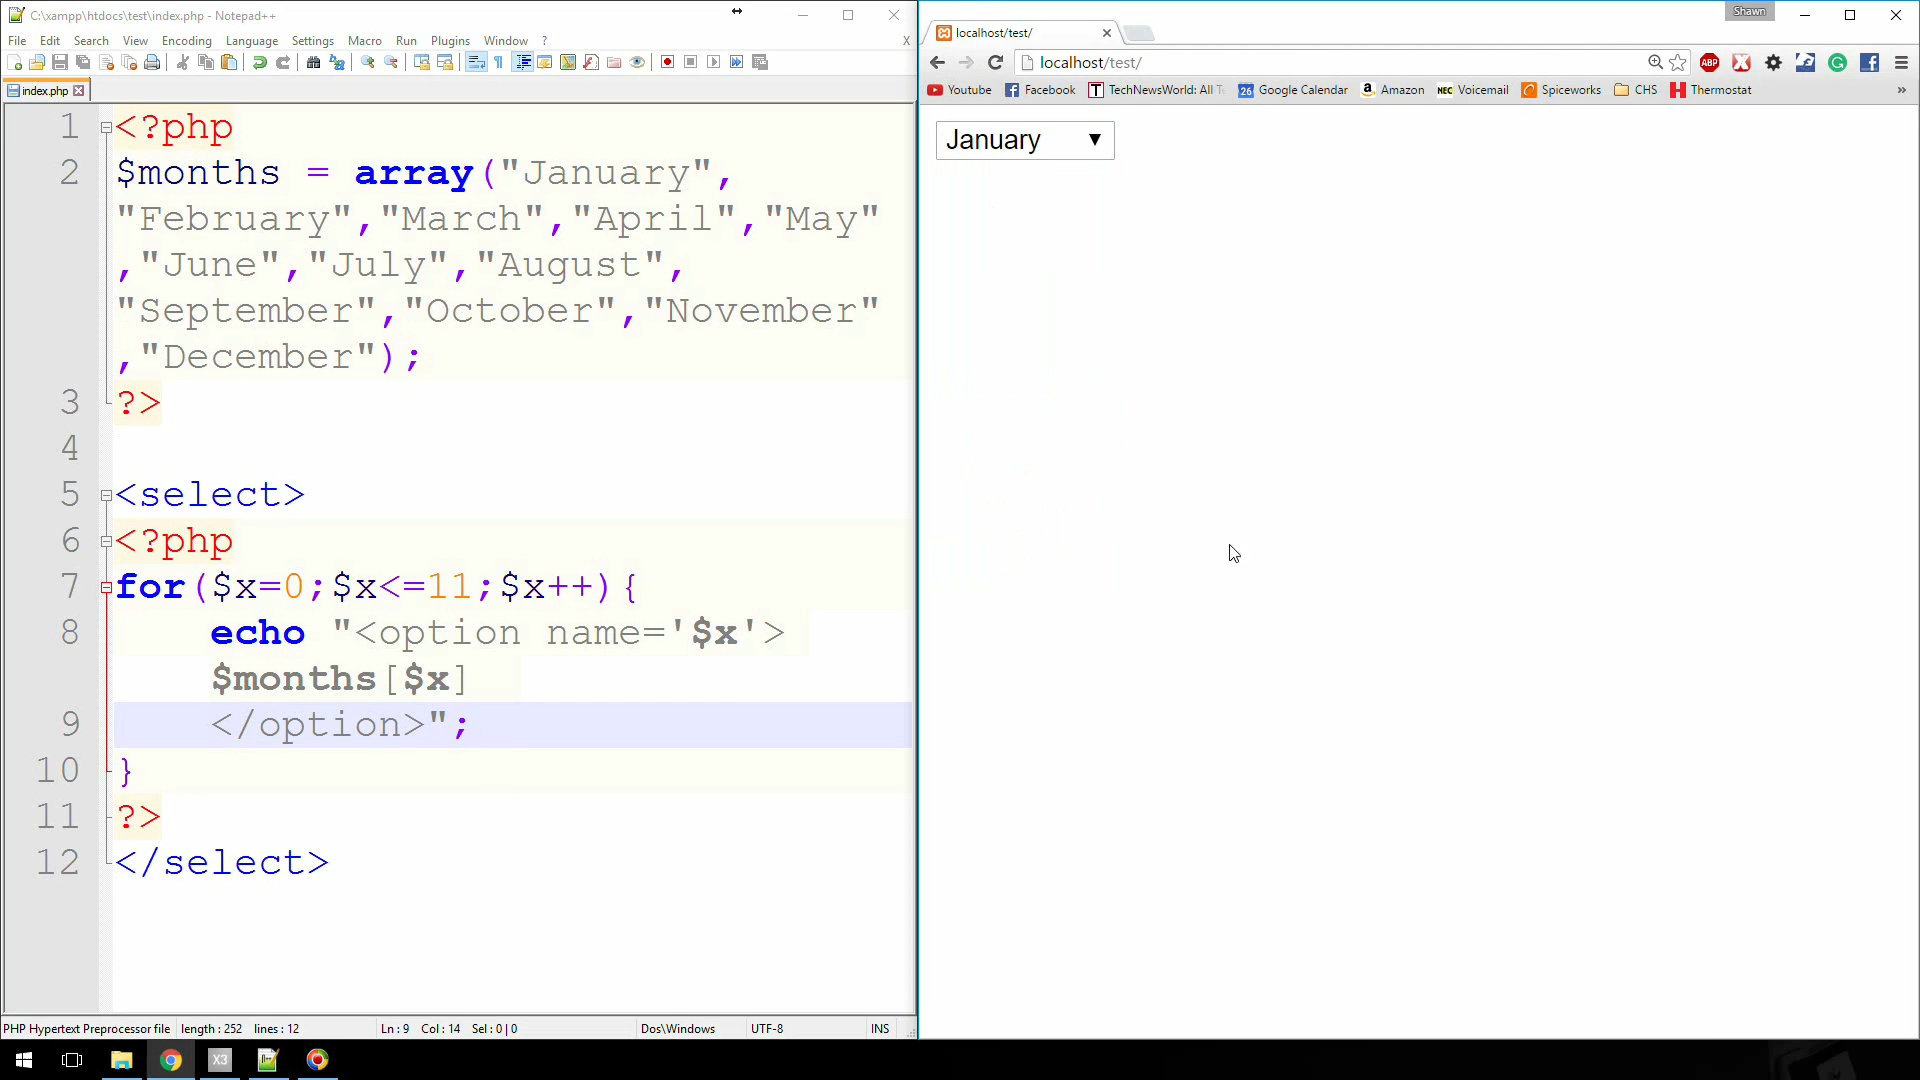 C:\xampp\htdocs\test\index.php - Notepad++
File Edit Search View Encoding Language Settings Macro Run Plugins Window ? X
index.php
1 <?php
2 $months = array("January",
"February","March","April","May"
,"June","July","August",
"September","October","November"
,"December");
3 ?>
4
5 <select>
6 <?php
7 for($x=0;$x<=11;$x++){
8 echo "<option name='$x'>
$months[$x]
9 </option>";
10 }
11 ?>
12 </select>
PHP Hypertext Preprocessor file length : 252 lines : 12 Ln : 9 Col : 14 Sel : 0 | 0 Dos\Windows UTF-8 INS
Shawn
localhost/test/
localhost/test/
ABP
Youtube Facebook T TechNewsWorld: All T 26 Google Calendar a Amazon NEC Voicemail Spiceworks CHS H Thermostat »
January
X3